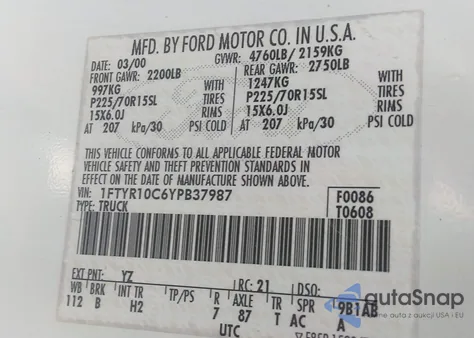 MFD. BY FORD MOTOR CO. IN U.S.A.
DATE: 03/00 GVWR: 4760LB/ 2159KG
FRONT GAWR: 2200LB REAR GAWR: 2750LB
997KG WITH 1247KG WITH
P225/70R15SL TIRES P225/70R15SL TIRES
15X6.0J RIMS 15X6.0J RIMS
AT 207 kPa/30 PSI COLD AT 207 kPa/30 PSI COLD
THIS VEHICLE CONFORMS TO ALL APPLICABLE FEDERAL MOTOR
VEHICLE SAFETY AND THEFT PREVENTION STANDARDS IN
EFFECT ON THE DATE OF MANUFACTURE SHOWN ABOVE.
VIN: 1FTYR10C6YPB37987 F0086
TYPE: TRUCK T0608
EXT PNT: YZ RC: 21 DSO:
WB BRK INT TR TP/PS R AXLE TR SPR 9B1AB
112 B H2 7 87 T AC A
UTC
autaSnap